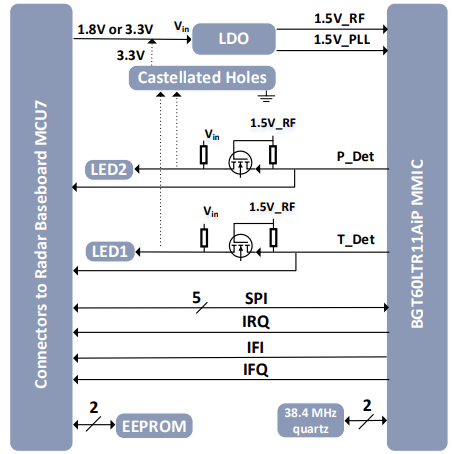 1.8V or 3.3V
Vin
LDO
1.5V_RF
1.5V_PLL
3.3V
Castellated Holes
Connectors to Radar Baseboard MCU7
BGT60LTR11AiP MMIC
Vin
1.5V_RF
LED2
P_Det
Vin
1.5V_RF
LED1
T_Det
5
SPI
IRQ
IFI
IFQ
2
EEPROM
38.4 MHz
quartz
2